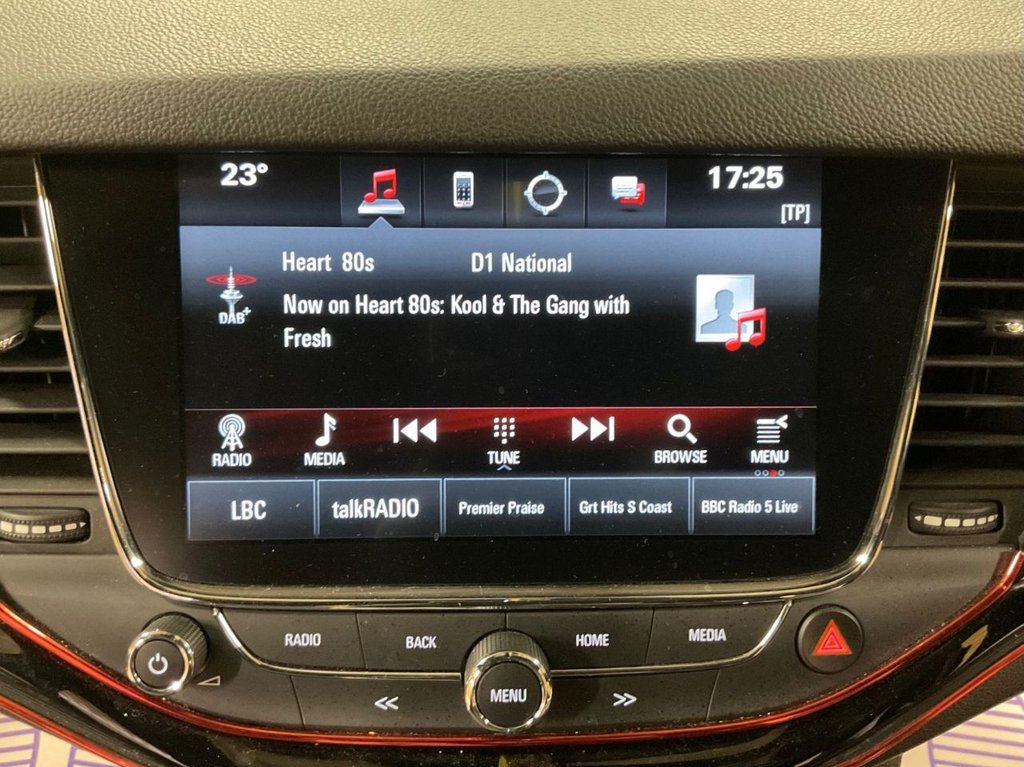 23° 17:25
[TP]
Heart 80s D1 National
DAB+
Now on Heart 80s: Kool & The Gang with
Fresh
RADIO MEDIA TUNE BROWSE MENU
LBC talkRADIO Premier Praise Grt Hits S Coast BBC Radio 5 Live
RADIO BACK HOME MEDIA
MENU